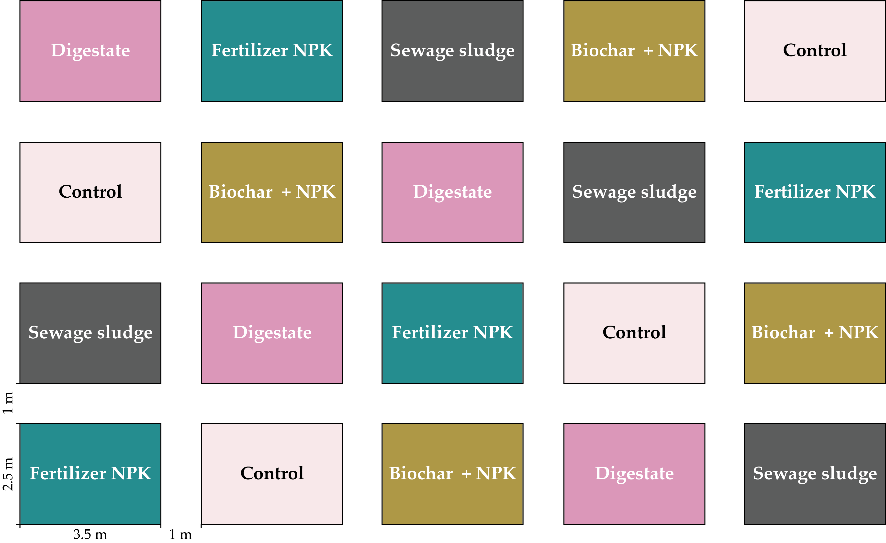 Digestate
Fertilizer NPK
Sewage sludge
Biochar + NPK
Control
Control
Biochar + NPK
Digestate
Sewage sludge
Fertilizer NPK
Sewage sludge
Digestate
Fertilizer NPK
Control
Biochar + NPK
1 m
Fertilizer NPK
Control
Biochar + NPK
Digestate
Sewage sludge
2.5 m
3.5 m
1 m